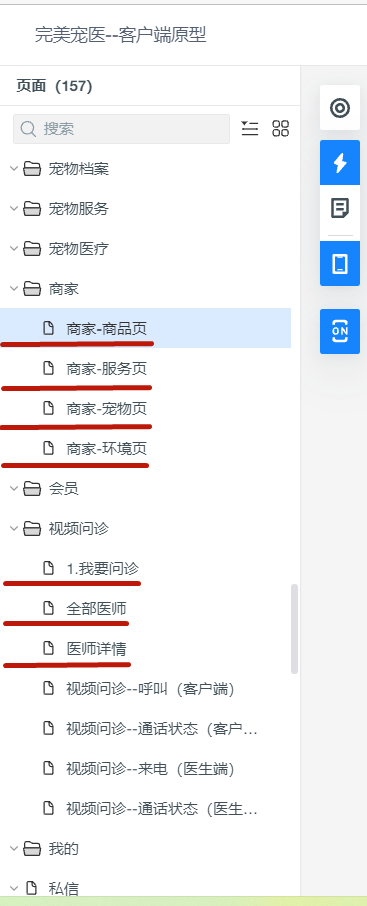 完美宠医--客户端原型
页面（157）
搜索
宠物档案
宠物服务
宠物医疗
商家
商家-商品页
商家-服务页
商家-宠物页
商家-环境页
会员
视频问诊
1.我要问诊
全部医师
医师详情
视频问诊--呼叫（客户端）
视频问诊--通话状态（客户...
视频问诊--来电（医生端）
视频问诊--通话状态（医生...
我的
私信
ON